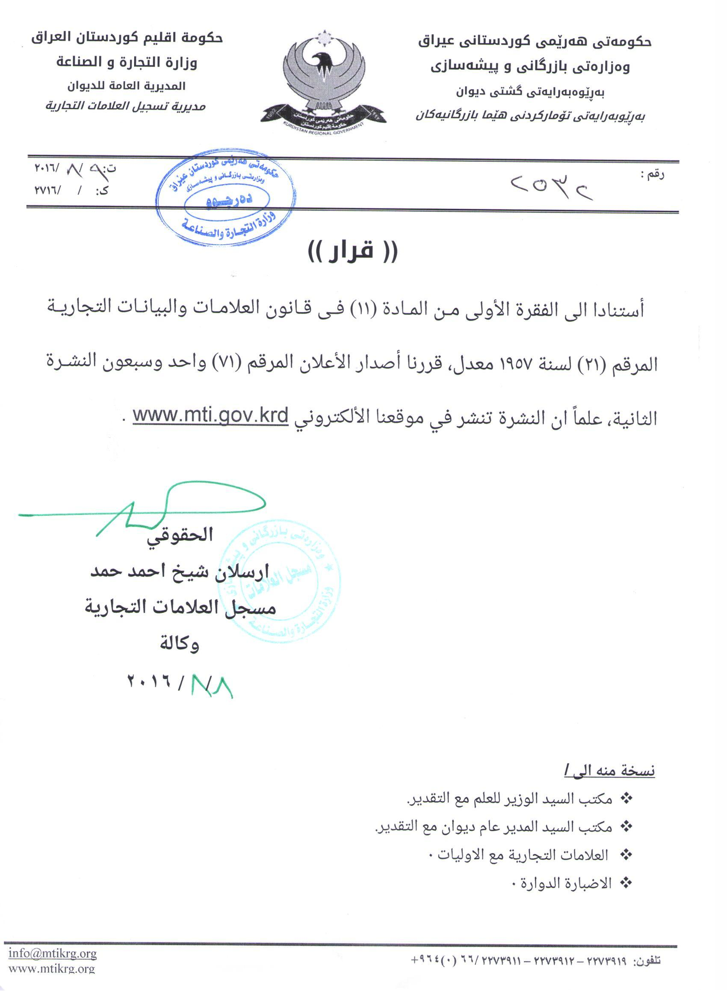 حكومەتی هەرێمی كوردستانی عیراق
وەزارەتی بازرگانی و پیشەسازی
بەڕێوەبەرایەتی گشتی دیوان
بەڕێوبەرایەتی تۆماركردنی هێما بازرگانیەكان
حكومة اقليم كوردستان العراق
وزارة التجارة و الصناعة
المديرية العامة للديوان
مديرية تسجيل العلامات التجارية
KURDISTAN REGIONAL GOVERNMENT
رقم :
ت: ٩/ ٨ /٢٠١٦
ک: / /٢٧١٦
حکومەتی هەرێمی کوردستان عێراق
وەزارەتی بازرگانی و پیشەسازی
دەرچوو
وزارة التجارة والصناعة
(( قرار ))
أستنادا الى الفقرة الأولى من المادة (١١) فى قانون العلامات والبيانات التجارية
المرقم (٢١) لسنة ١٩٥٧ معدل، قررنا أصدار الأعلان المرقم (٧١) واحد وسبعون النشرة
الثانية، علماً ان النشرة تنشر في موقعنا الألكتروني www.mti.gov.krd .
الحقوقي
ارسلان شيخ احمد حمد
مسجل العلامات التجارية
وكالة
٨/٨/ ٢٠١٦
وەزارەتی بازرگانی و پیشەسازی
مسجل العلامات
وزارة التجارة والصناعة
نسخة منه الى /
❖ مكتب السيد الوزير للعلم مع التقدير.
❖ مكتب السيد المدير عام ديوان مع التقدير.
❖ العلامات التجارية مع الاوليات ٠
❖ الاضبارة الدوارة ٠
تلفون: ٢٢٧٣٩١٩ – ٢٢٧٣٩١٢ – ٢٢٧٣٩١١ /٦٦ (٠)٩٦٤+
info@mtikrg.org
www.mtikrg.org